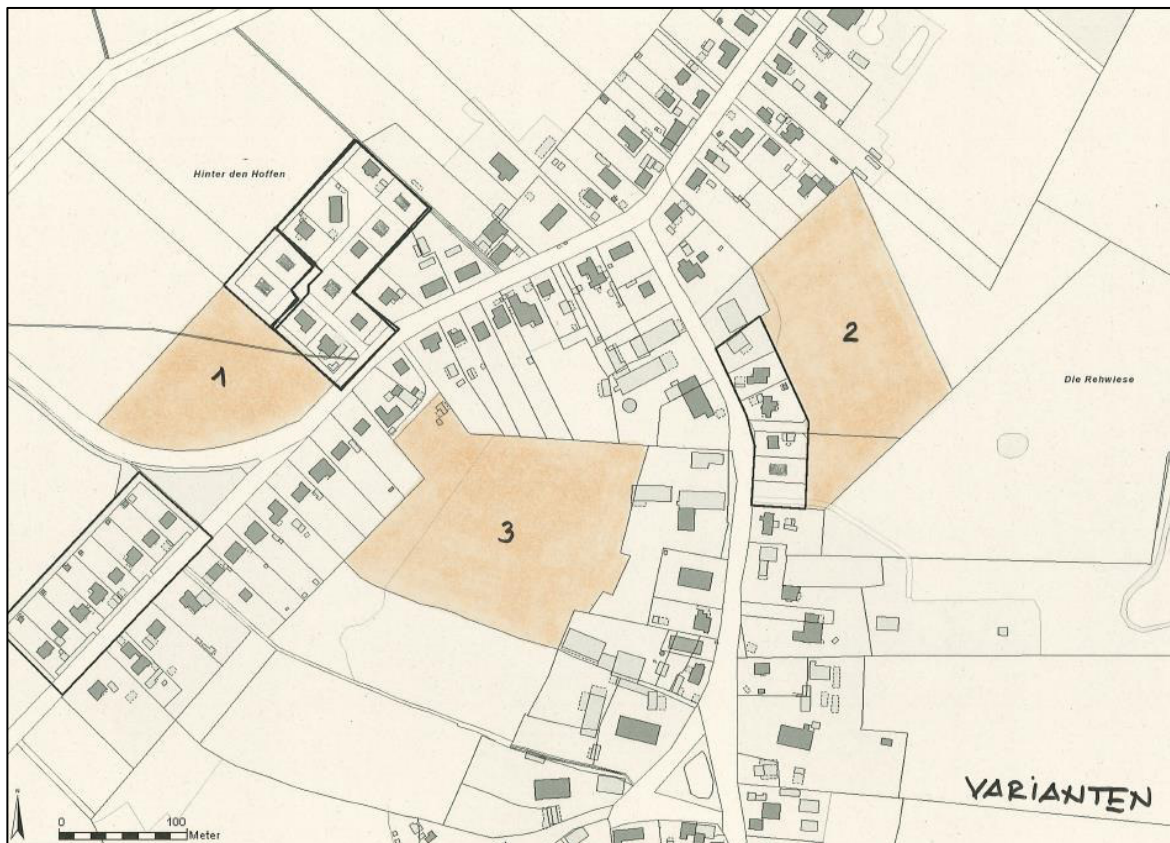 Hinter den Hoffen
1
2
Die Rehwiese
3
VARIANTEN
N
0 100
Meter